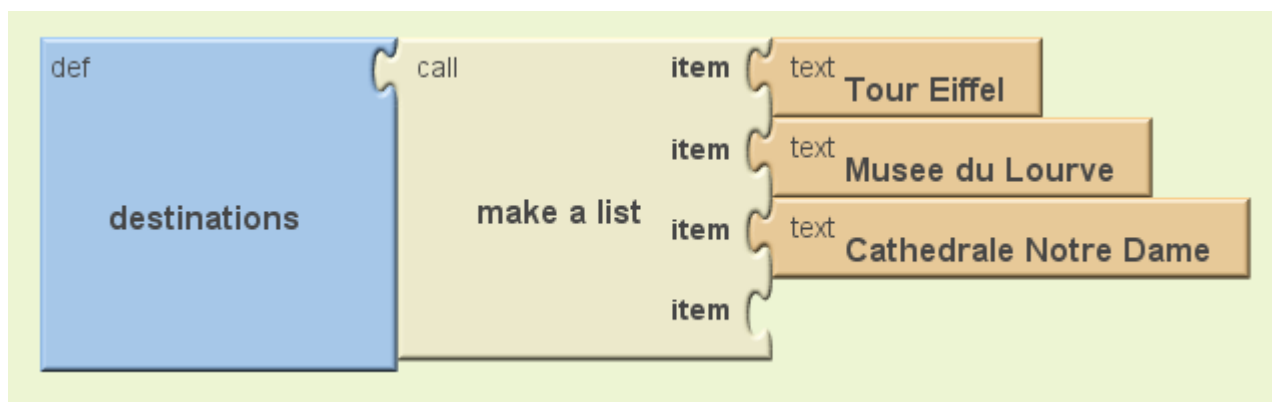 def
destinations
call
make a list
item
text
Tour Eiffel
item
text
Musee du Lourve
item
text
Cathedrale Notre Dame
item